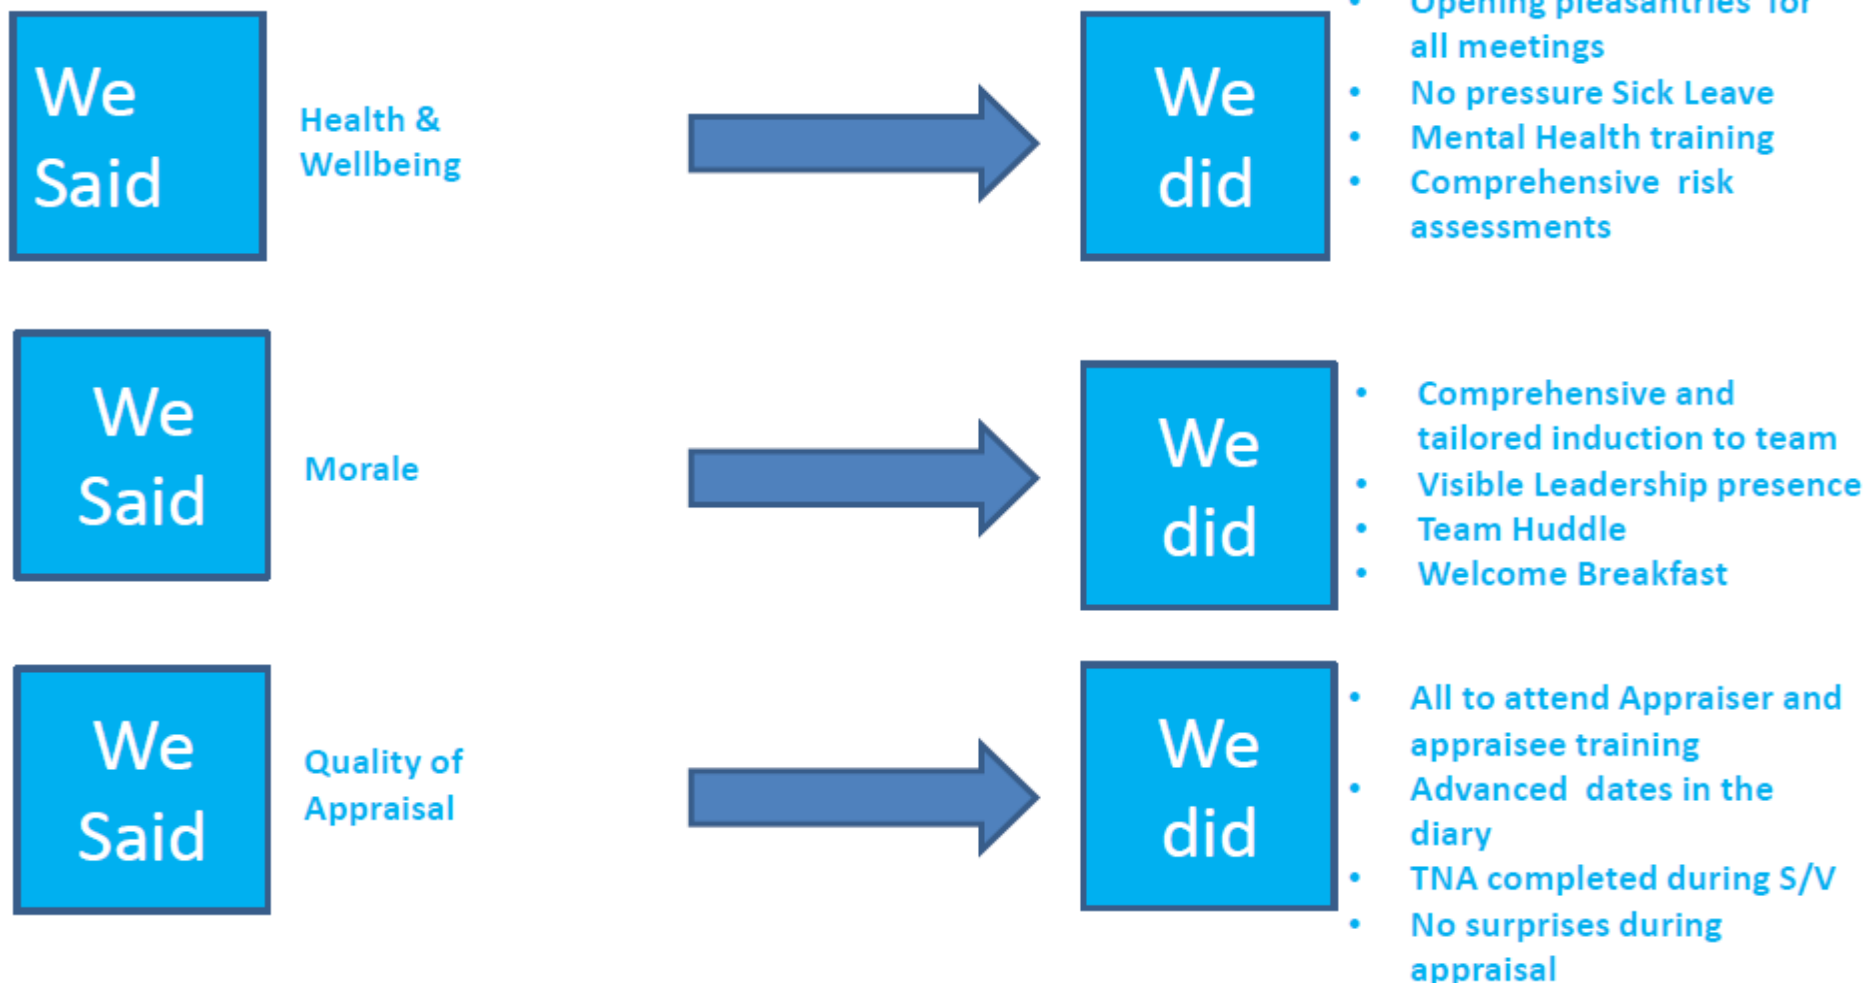 We
Said
Health &
Wellbeing
We
did
• Opening pleasantries for
all meetings
• No pressure Sick Leave
• Mental Health training
• Comprehensive risk
assessments
We
Said
Morale
We
did
• Comprehensive and
tailored induction to team
• Visible Leadership presence
• Team Huddle
• Welcome Breakfast
We
Said
Quality of
Appraisal
We
did
• All to attend Appraiser and
appraisee training
• Advanced dates in the
diary
• TNA completed during S/V
• No surprises during
appraisal